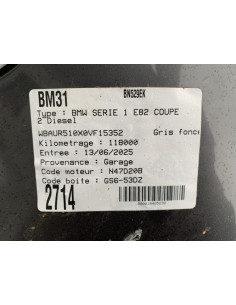 BM31 BN529EK
Type : BMW SERIE 1 E82 COUPE
2 Diesel
WBAUR510X0VF15352 Gris fonce
Kilometrage : 118000
Entree : 13/06/2025
Provenance : Garage
Code moteur : N47D20B
Code boite : GS6-53DZ
2714